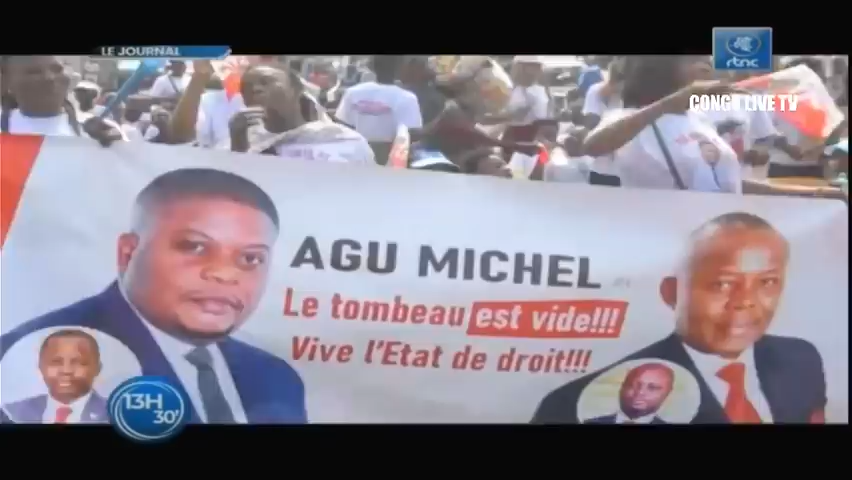 LE JOURNAL
rtnc
CONGO LIVE TV
AGU MICHEL
Le tombeau est vide!!!
Vive l'Etat de droit!!!
13H
30'